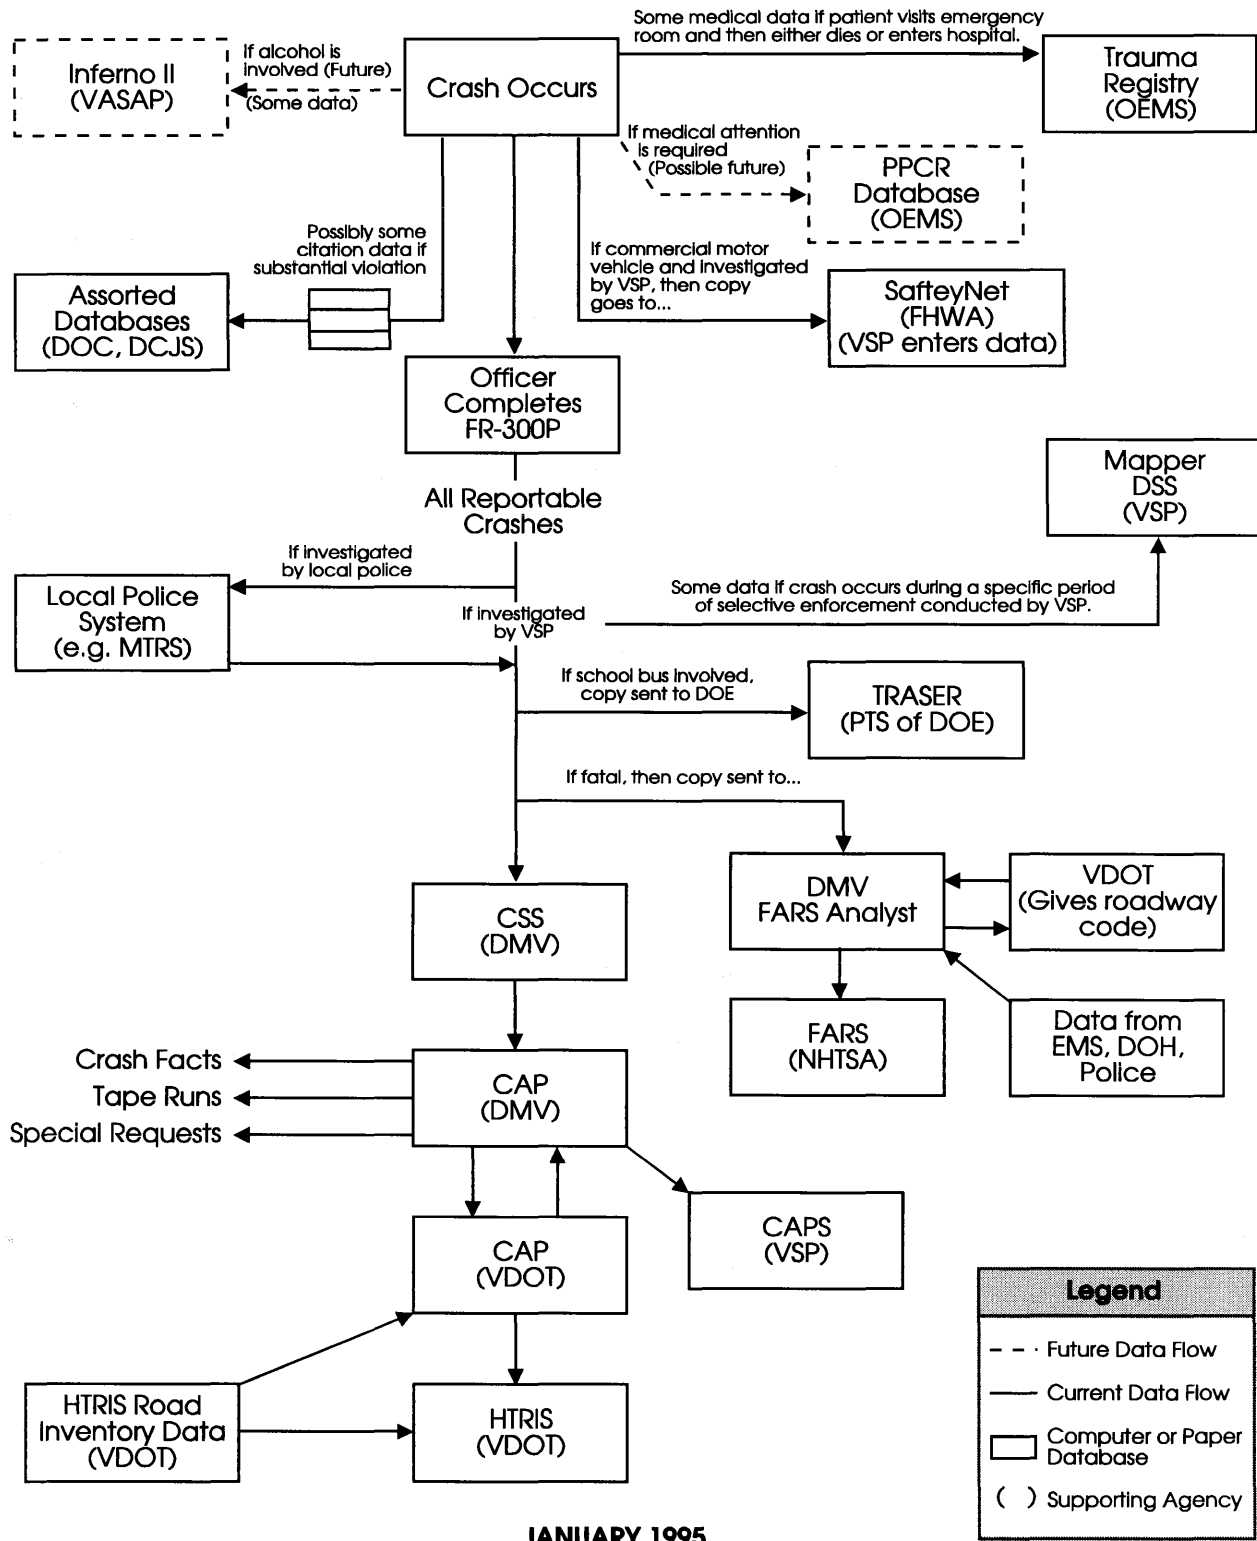 Some medical data if patient visits emergency
room and then either dies or enters hospital.
If alcohol is
involved (Future)
(Some data)
Inferno II
(VASAP)
Crash Occurs
Trauma
Registry
(OEMS)
If medical attention
is required
(Possible future)
PPCR
Database
(OEMS)
Possibly some
citation data if
substantial violation
If commercial motor
vehicle and investigated
by VSP, then copy
goes to...
Assorted
Databases
(DOC, DCJS)
SafteyNet
(FHWA)
(VSP enters data)
Officer
Completes
FR-300P
All Reportable
Crashes
Mapper
DSS
(VSP)
If investigated
by local police
Local Police
System
(e.g. MTRS)
If investigated
by VSP
Some data if crash occurs during a specific period
of selective enforcement conducted by VSP.
If school bus involved,
copy sent to DOE
TRASER
(PTS of DOE)
If fatal, then copy sent to...
CSS
(DMV)
DMV
FARS Analyst
VDOT
(Gives roadway
code)
FARS
(NHTSA)
Data from
EMS, DOH,
Police
Crash Facts
Tape Runs
Special Requests
CAP
(DMV)
CAP
(VDOT)
CAPS
(VSP)
HTRIS Road
Inventory Data
(VDOT)
HTRIS
(VDOT)
Legend
Future Data Flow
Current Data Flow
Computer or Paper
Database
( ) Supporting Agency
JANUARY 1995